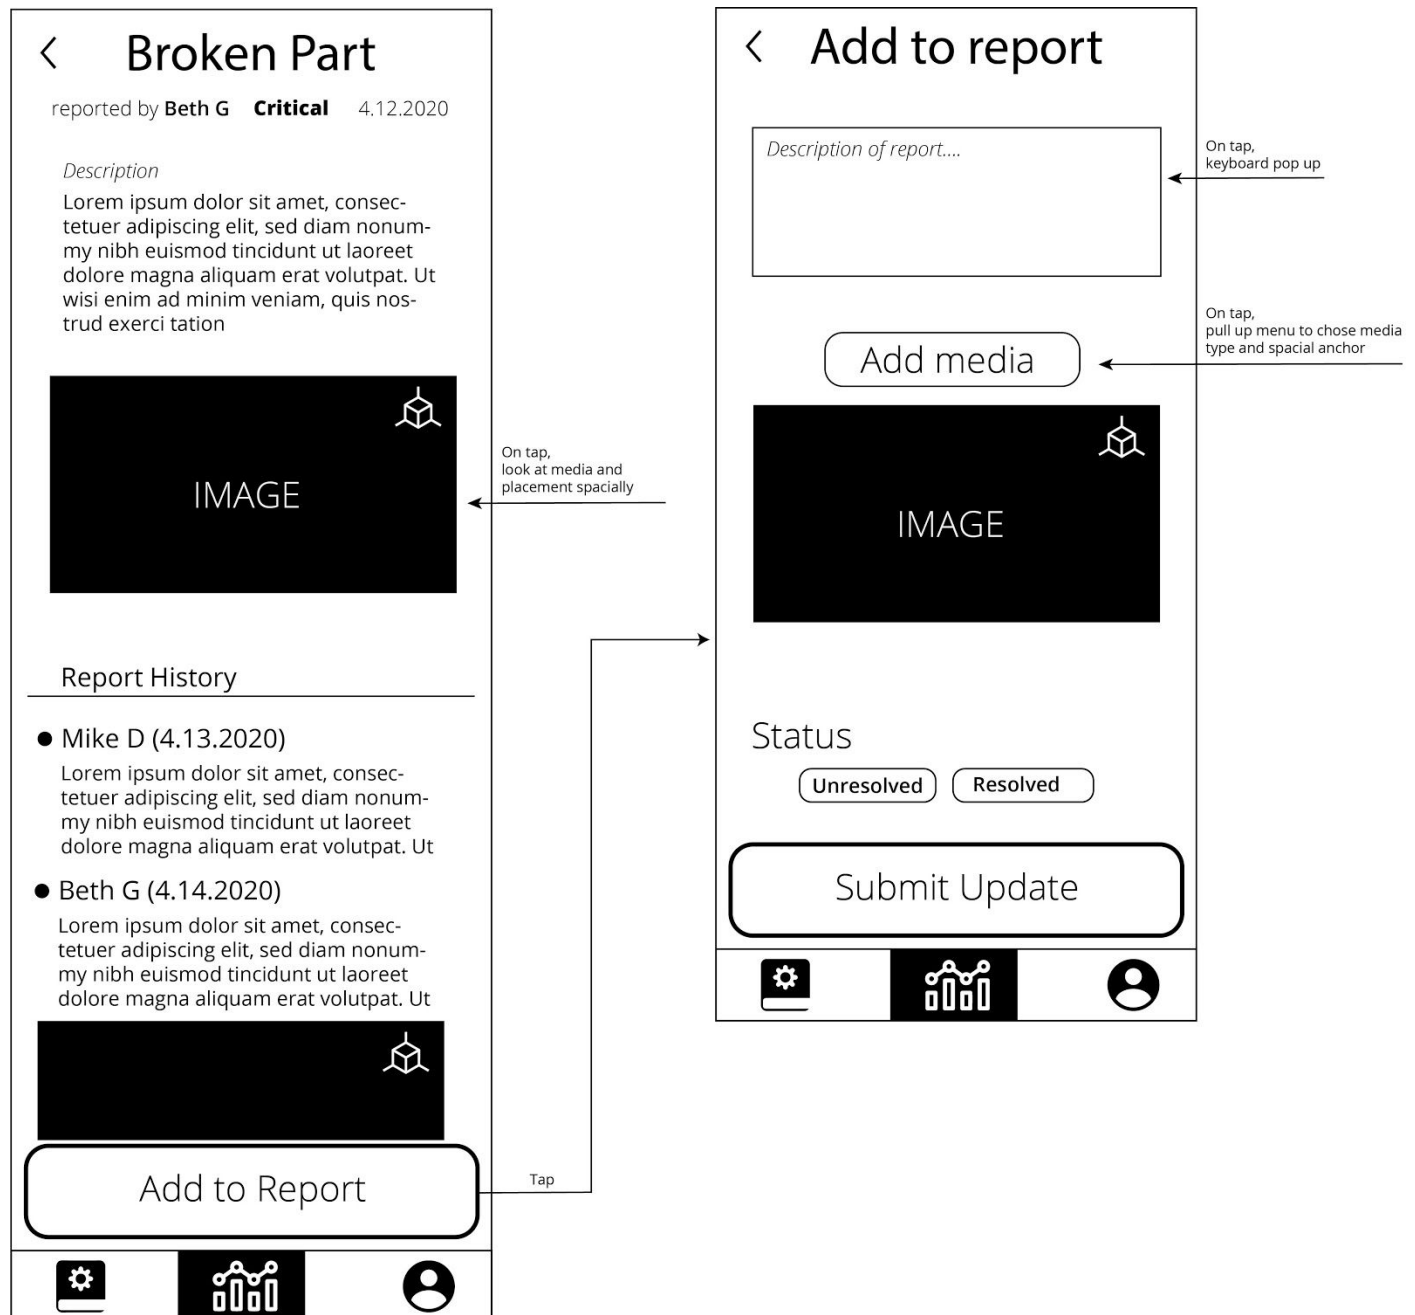 Broken Part
reported by Beth G Critical 4.12.2020
Description
Lorem ipsum dolor sit amet, consec-
tetuer adipiscing elit, sed diam nonum-
my nibh euismod tincidunt ut laoreet
dolore magna aliquam erat volutpat. Ut
wisi enim ad minim veniam, quis nos-
trud exerci tation
IMAGE
On tap,
look at media and
placement spacially
Report History
Mike D (4.13.2020)
Lorem ipsum dolor sit amet, consec-
tetuer adipiscing elit, sed diam nonum-
my nibh euismod tincidunt ut laoreet
dolore magna aliquam erat volutpat. Ut
Beth G (4.14.2020)
Lorem ipsum dolor sit amet, consec-
tetuer adipiscing elit, sed diam nonum-
my nibh euismod tincidunt ut laoreet
dolore magna aliquam erat volutpat. Ut
Add to Report
Tap
Add to report
Description of report....
On tap,
keyboard pop up
Add media
On tap,
pull up menu to chose media
type and spacial anchor
IMAGE
Status
Unresolved
Resolved
Submit Update